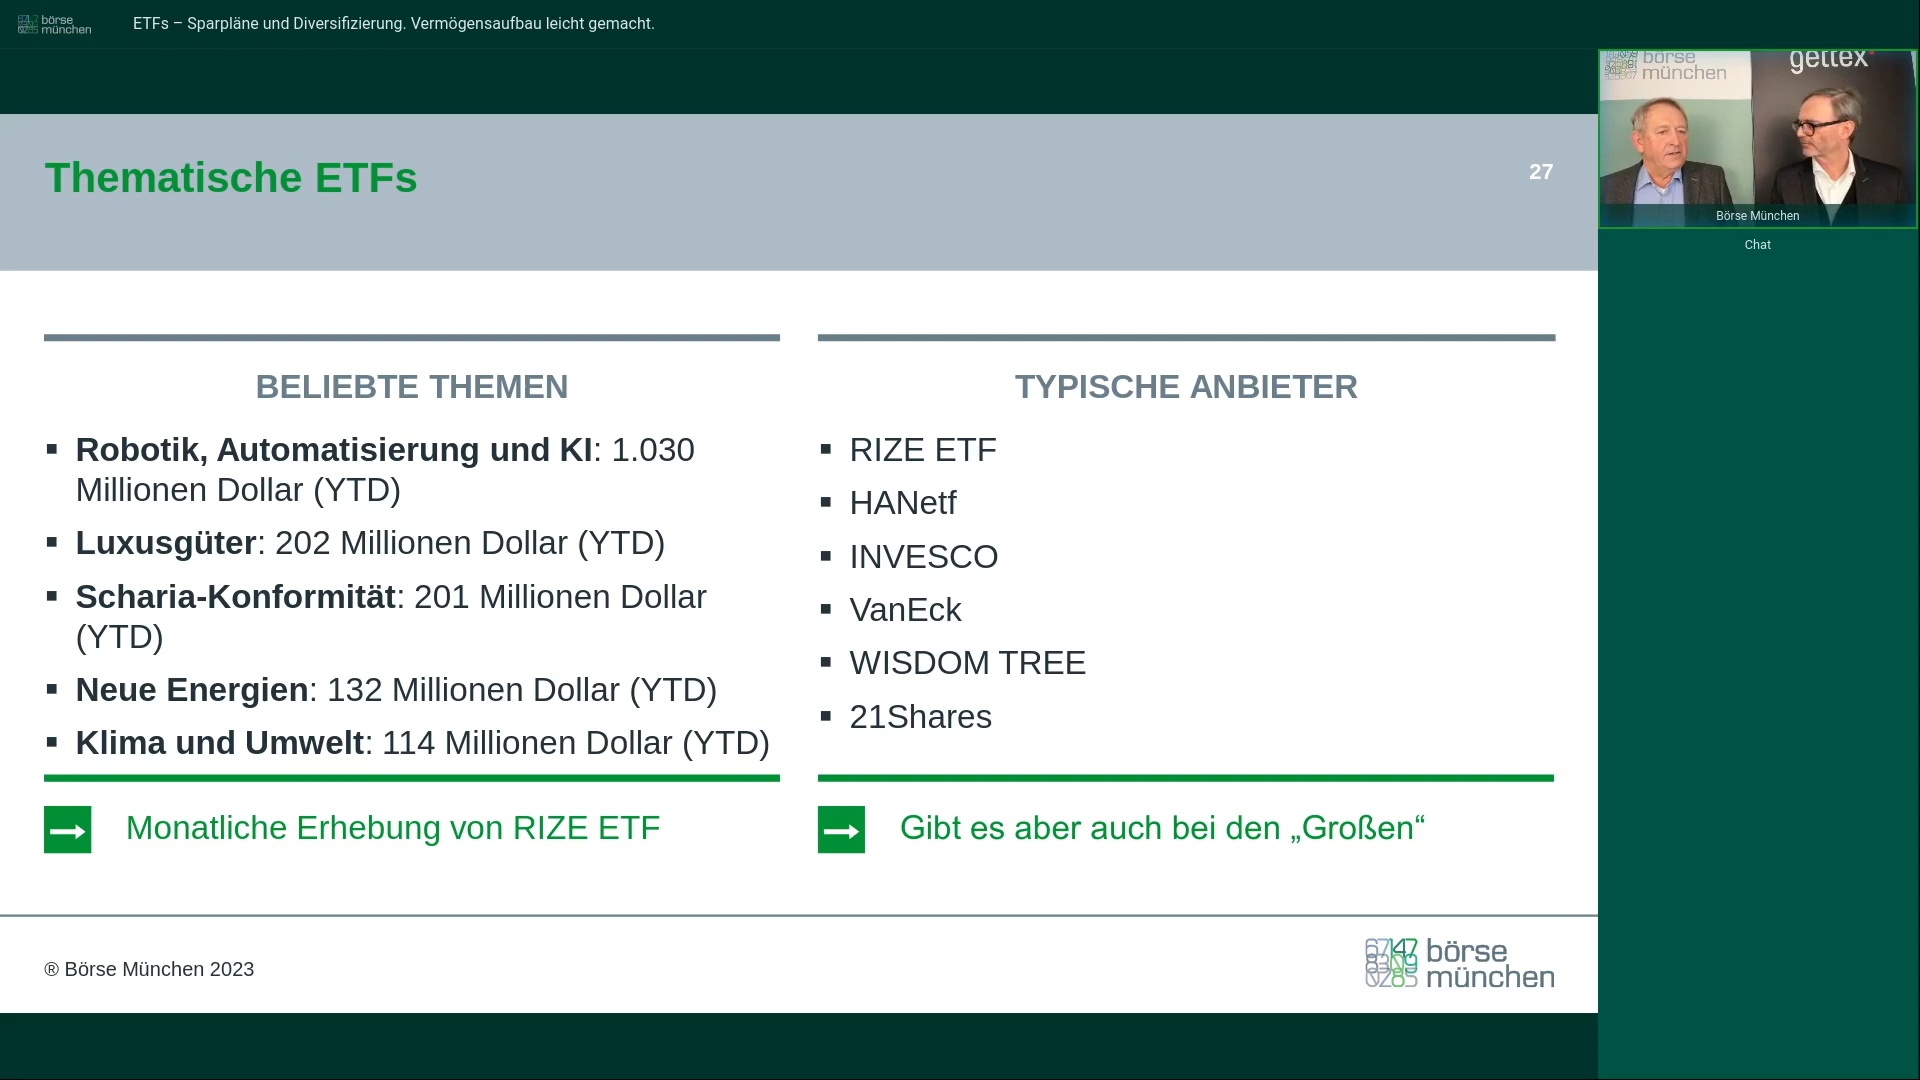 börse
münchen
ETFs – Sparpläne und Diversifizierung. Vermögensaufbau leicht gemacht.
Thematische ETFs
27
BELIEBTE THEMEN
▪ Robotik, Automatisierung und KI: 1.030
Millionen Dollar (YTD)
▪ Luxusgüter: 202 Millionen Dollar (YTD)
▪ Scharia-Konformität: 201 Millionen Dollar
(YTD)
▪ Neue Energien: 132 Millionen Dollar (YTD)
▪ Klima und Umwelt: 114 Millionen Dollar (YTD)
Monatliche Erhebung von RIZE ETF
TYPISCHE ANBIETER
▪ RIZE ETF
▪ HANetf
▪ INVESCO
▪ VanEck
▪ WISDOM TREE
▪ 21Shares
Gibt es aber auch bei den „Großen“
® Börse München 2023
börse
münchen
börse
münchen
gettex
Börse München
Chat